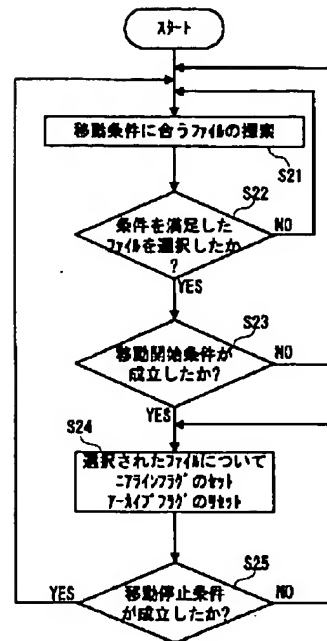 スタート
移動条件に合うファイルの探索
S21
S22
条件を満足した
ファイルを選択したか
?
NO
YES
S23
移動開始条件が
成立したか?
NO
YES
S24
選択されたファイルについて
ニアラインフラグのセット
アーカイブフラグのリセット
S25
YES
移動停止条件
が成立したか?
NO